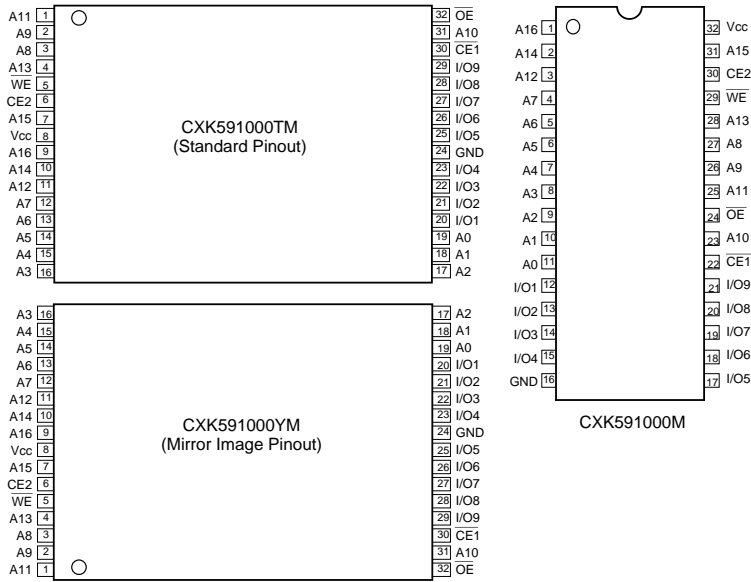 A11 1 32 OE
A9 2 31 A10
A8 3 30 CE1
A13 4 29 I/O9
WE 5 28 I/O8
CE2 6 27 I/O7
A15 7 26 I/O6
Vcc 8 25 I/O5
A16 9 24 GND
A14 10 23 I/O4
A12 11 22 I/O3
A7 12 21 I/O2
A6 13 20 I/O1
A5 14 19 A0
A4 15 18 A1
A3 16 17 A2
CXK591000TM
(Standard Pinout)
A3 16 17 A2
A4 15 18 A1
A5 14 19 A0
A6 13 20 I/O1
A7 12 21 I/O2
A12 11 22 I/O3
A14 10 23 I/O4
A16 9 24 GND
Vcc 8 25 I/O5
A15 7 26 I/O6
CE2 6 27 I/O7
WE 5 28 I/O8
A13 4 29 I/O9
A8 3 30 CE1
A9 2 31 A10
A11 1 32 OE
CXK591000YM
(Mirror Image Pinout)
A16 1 32 Vcc
A14 2 31 A15
A12 3 30 CE2
A7 4 29 WE
A6 5 28 A13
A5 6 27 A8
A4 7 26 A9
A3 8 25 A11
A2 9 24 OE
A1 10 23 A10
A0 11 22 CE1
I/O1 12 21 I/O9
I/O2 13 20 I/O8
I/O3 14 19 I/O7
I/O4 15 18 I/O6
GND 16 17 I/O5
CXK591000M